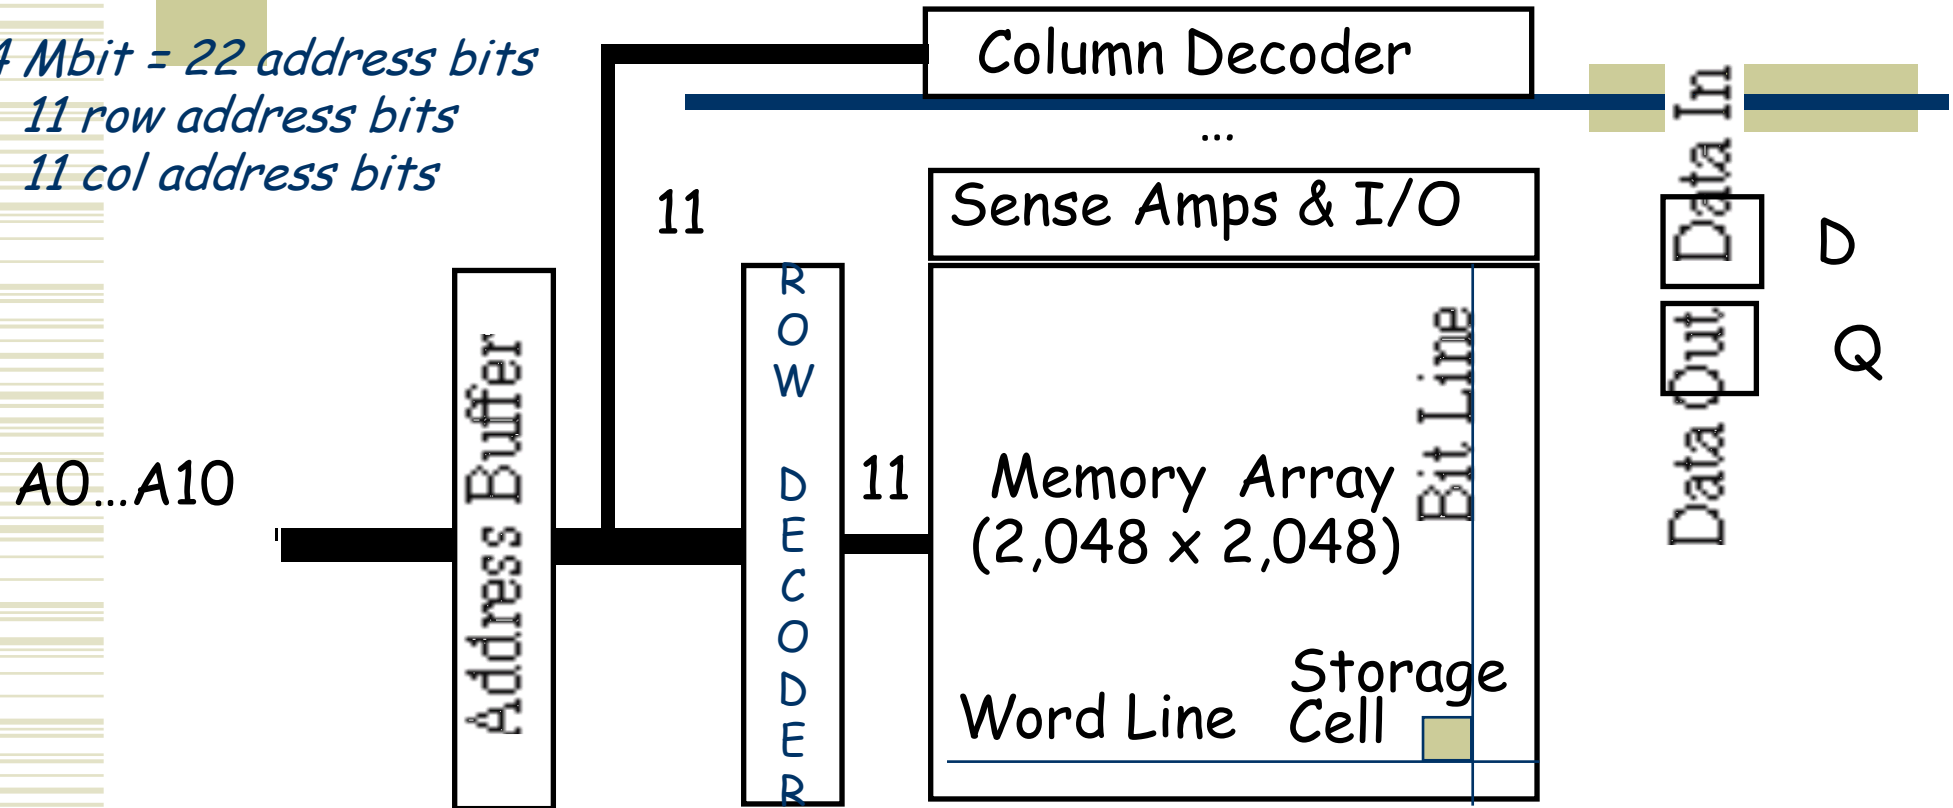 4 Mbit = 22 address bits
11 row address bits
11 col address bits
Column Decoder
...
11
Sense Amps & I/O
Data In
D
Data Out
Q
A0...A10
Address Buffer
ROW DECODER
11
Memory Array
(2,048 x 2,048)
Bit Line
Word Line
Storage
Cell